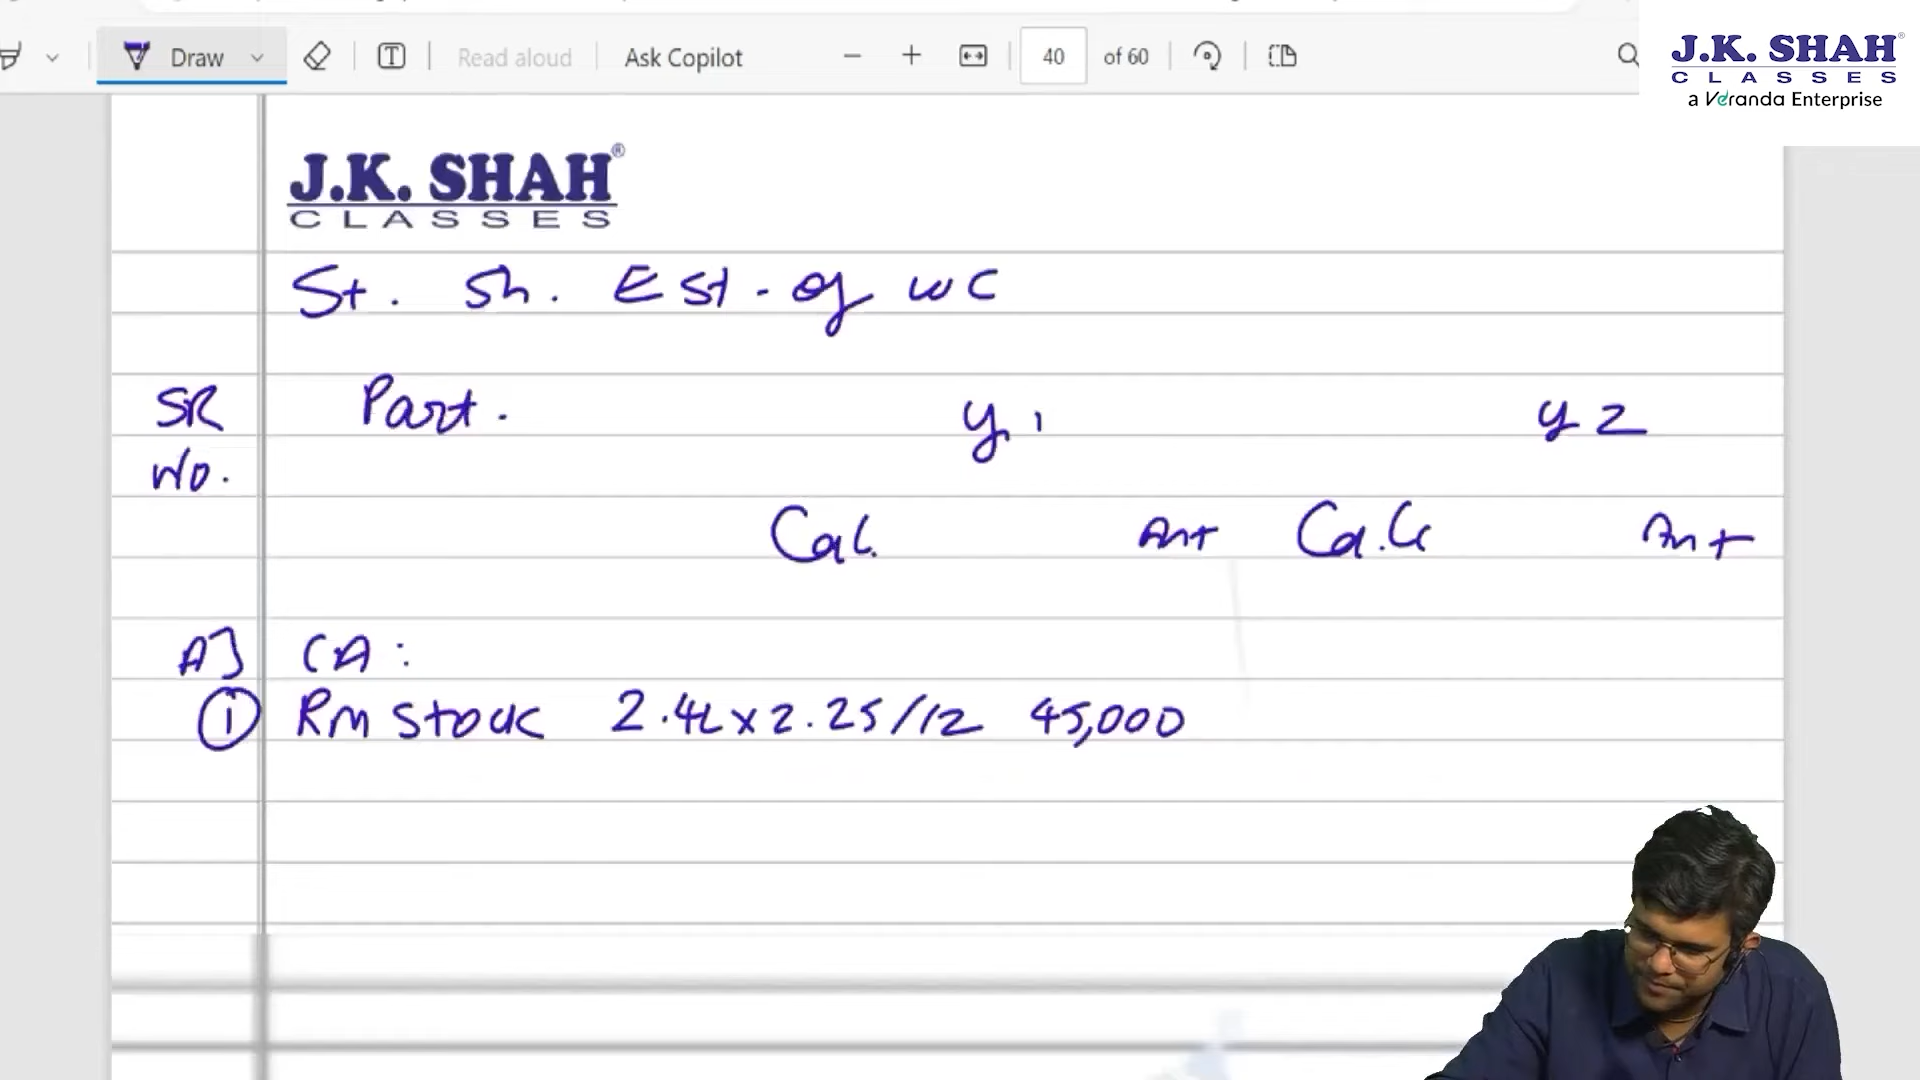 Draw
Read aloud
Ask Copilot
40 of 60
J.K. SHAH®
CLASSES
a Veranda Enterprise
J.K. SHAH®
CLASSES
St. Sh. Est. of WC
SR No.
Part.
Y1
Y2
Cal.
Amt
Calc
Amt
A] CA:
① RM Stock 2.4L x 2.25/12 45,000